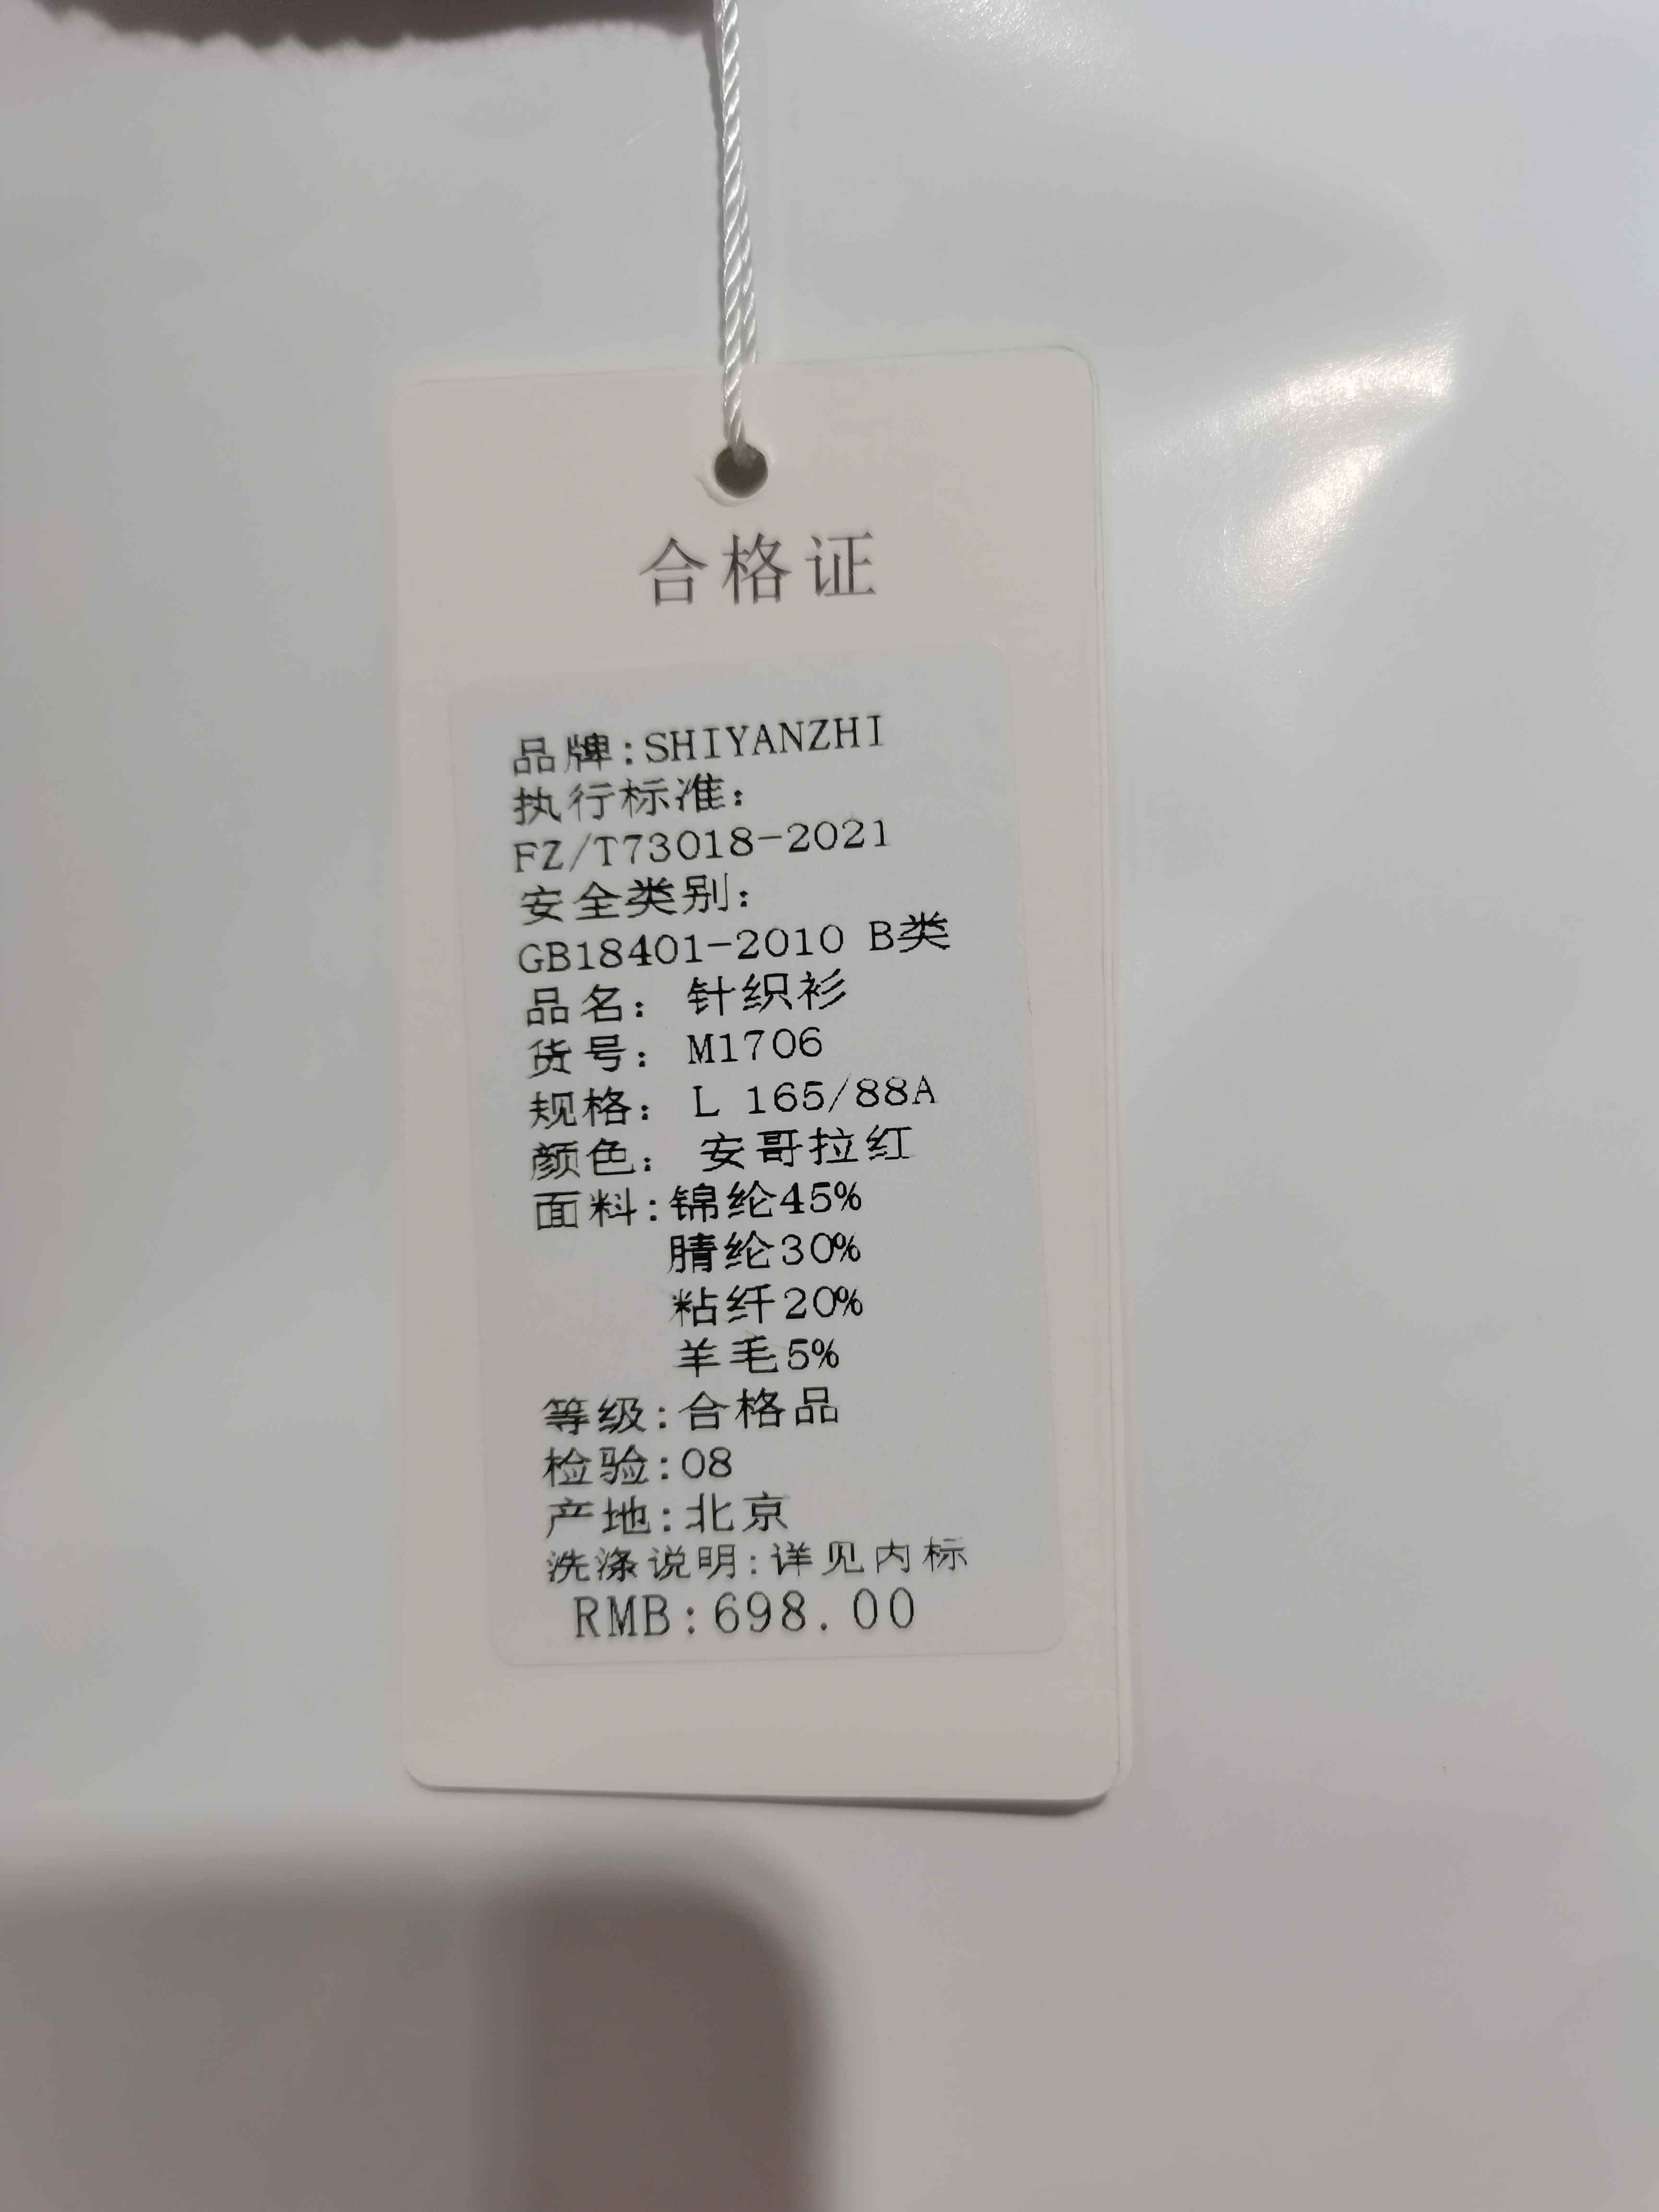 合格证
品牌:SHIYANZHI
执行标准:
FZ/T73018-2021
安全类别:
GB18401-2010 B类
品名: 针织衫
货号: M1706
规格: L 165/88A
颜色: 安哥拉红
面料:锦纶45%
腈纶30%
粘纤20%
羊毛5%
等级:合格品
检验:08
产地:北京
洗涤说明:详见内标
RMB:698.00